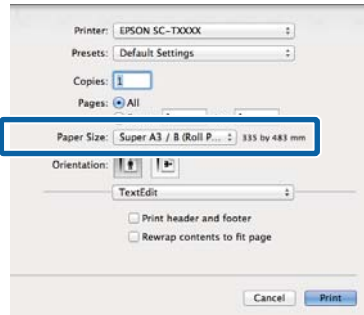 Printer: EPSON SC-TXXXX
Presets: Default Settings
Copies: 1
Pages: All
Paper Size: Super A3 / B (Roll P... 335 by 483 mm
Orientation:
TextEdit
Print header and footer
Rewrap contents to fit page
Cancel Print